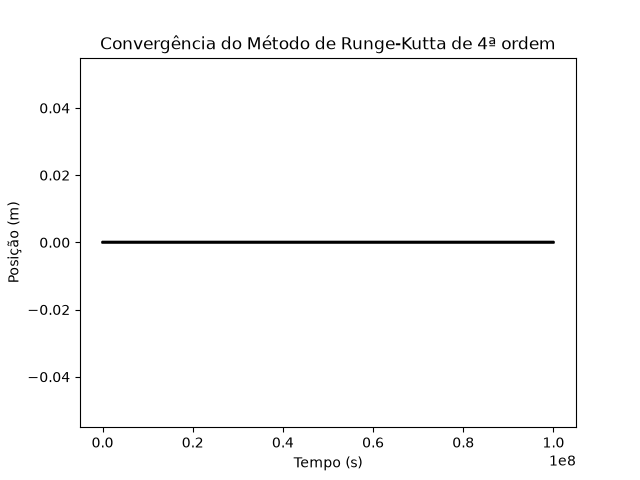 Convergência do Método de Runge-Kutta de 4ª ordem
0.04
0.02
0.00
−0.02
−0.04
Posição (m)
0.0 0.2 0.4 0.6 0.8 1.0
1e8
Tempo (s)